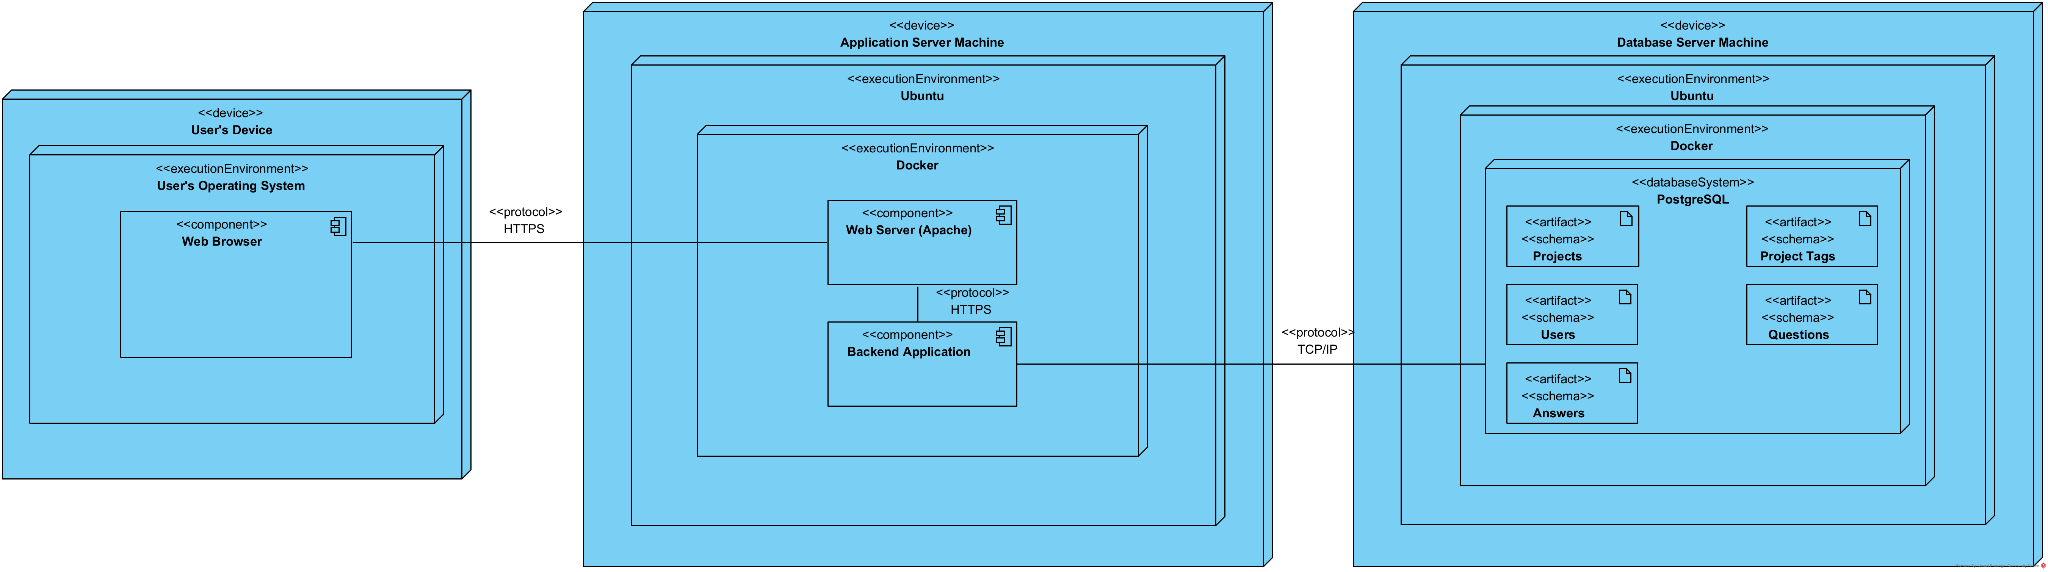 <<device>>
User's Device
<<executionEnvironment>>
User's Operating System
<<component>>
Web Browser
<<protocol>>
HTTPS
<<device>>
Application Server Machine
<<executionEnvironment>>
Ubuntu
<<executionEnvironment>>
Docker
<<component>>
Web Server (Apache)
<<protocol>>
HTTPS
<<component>>
Backend Application
<<protocol>>
TCP/IP
<<device>>
Database Server Machine
<<executionEnvironment>>
Ubuntu
<<executionEnvironment>>
Docker
<<databaseSystem>>
PostgreSQL
<<artifact>>
<<schema>>
Projects
<<artifact>>
<<schema>>
Project Tags
<<artifact>>
<<schema>>
Users
<<artifact>>
<<schema>>
Questions
<<artifact>>
<<schema>>
Answers